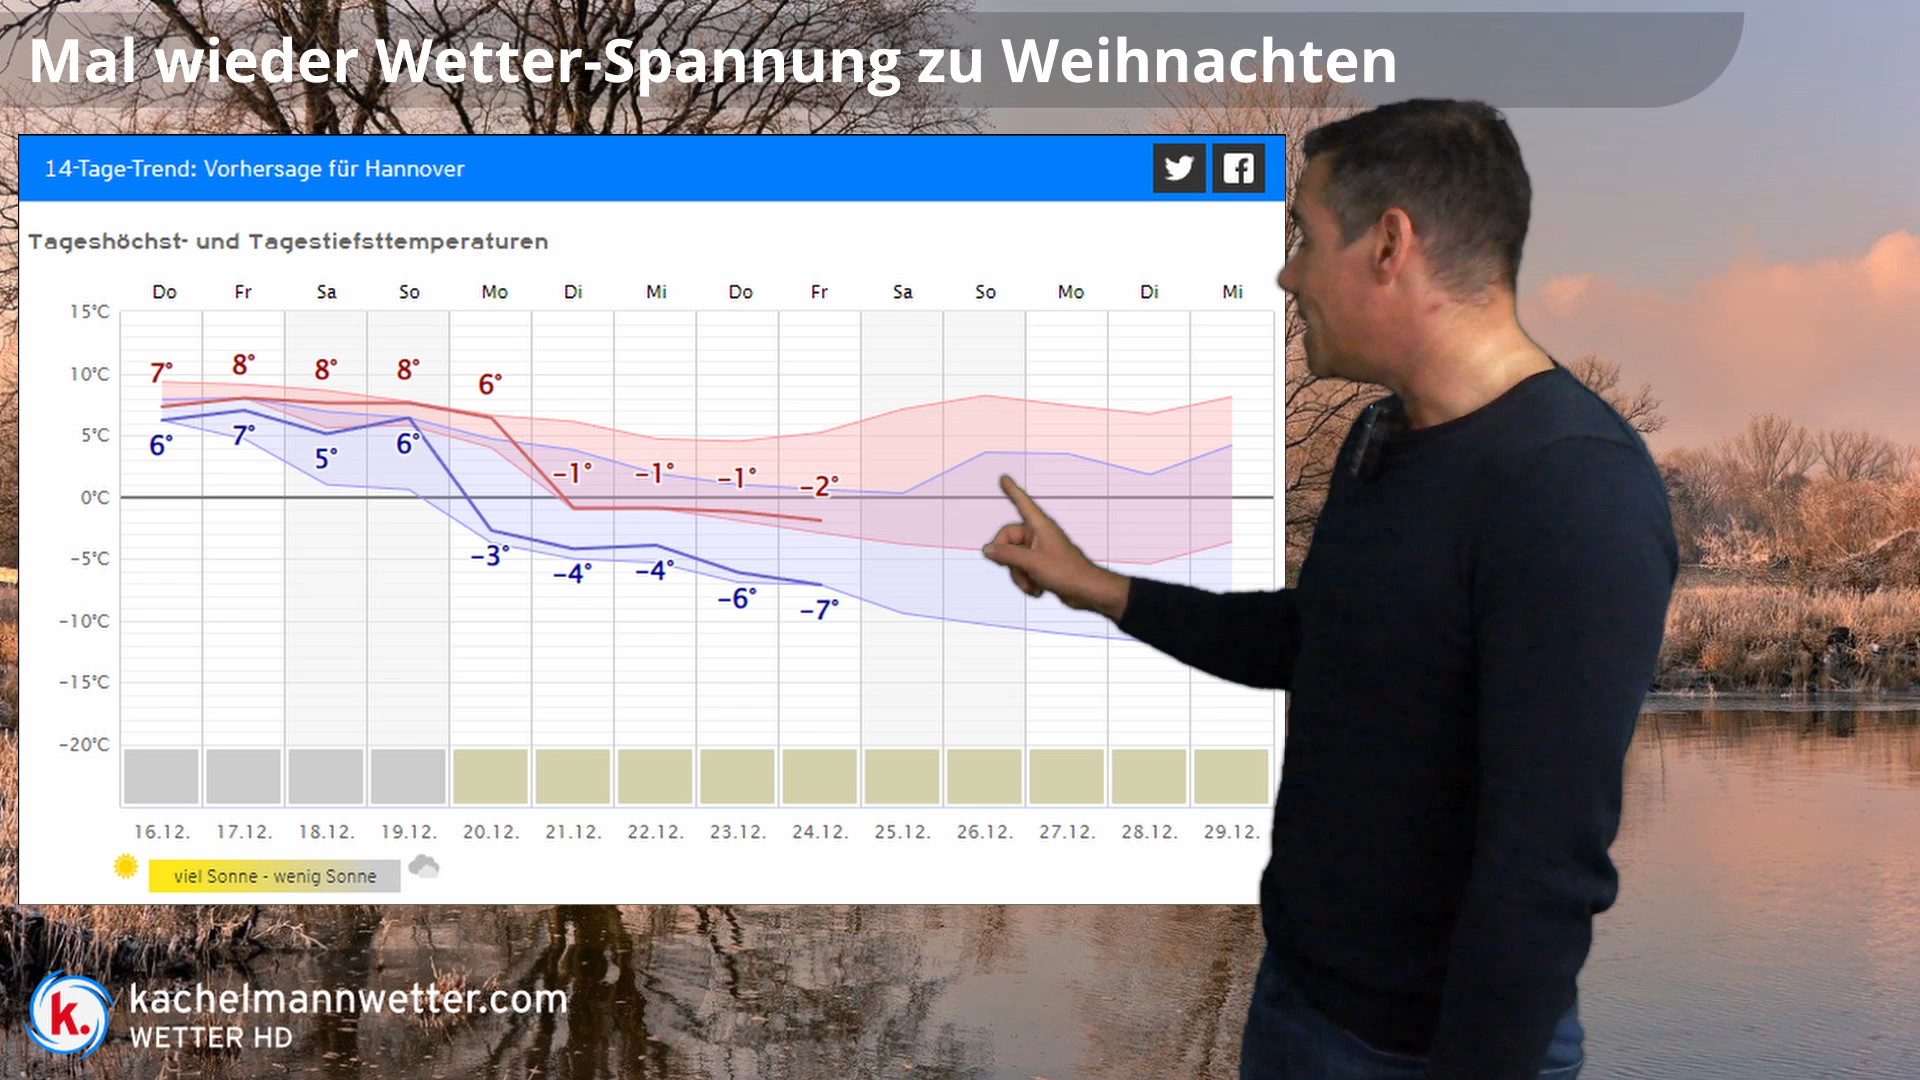 Mal wieder Wetter-Spannung zu Weihnachten
14-Tage-Trend: Vorhersage für Hannover
Tageshöchst- und Tagestiefsttemperaturen
Do Fr Sa So Mo Di Mi Do Fr Sa So Mo Di Mi
15°C
10°C
5°C
0°C
-5°C
-10°C
-15°C
-20°C
7° 8° 8° 8° 6° -1° -1° -1° -2°
6° 7° 5° 6° -3° -4° -4° -6° -7°
16.12. 17.12. 18.12. 19.12. 20.12. 21.12. 22.12. 23.12. 24.12. 25.12. 26.12. 27.12. 28.12. 29.12.
viel Sonne - wenig Sonne
k. kachelmannwetter.com
WETTER HD